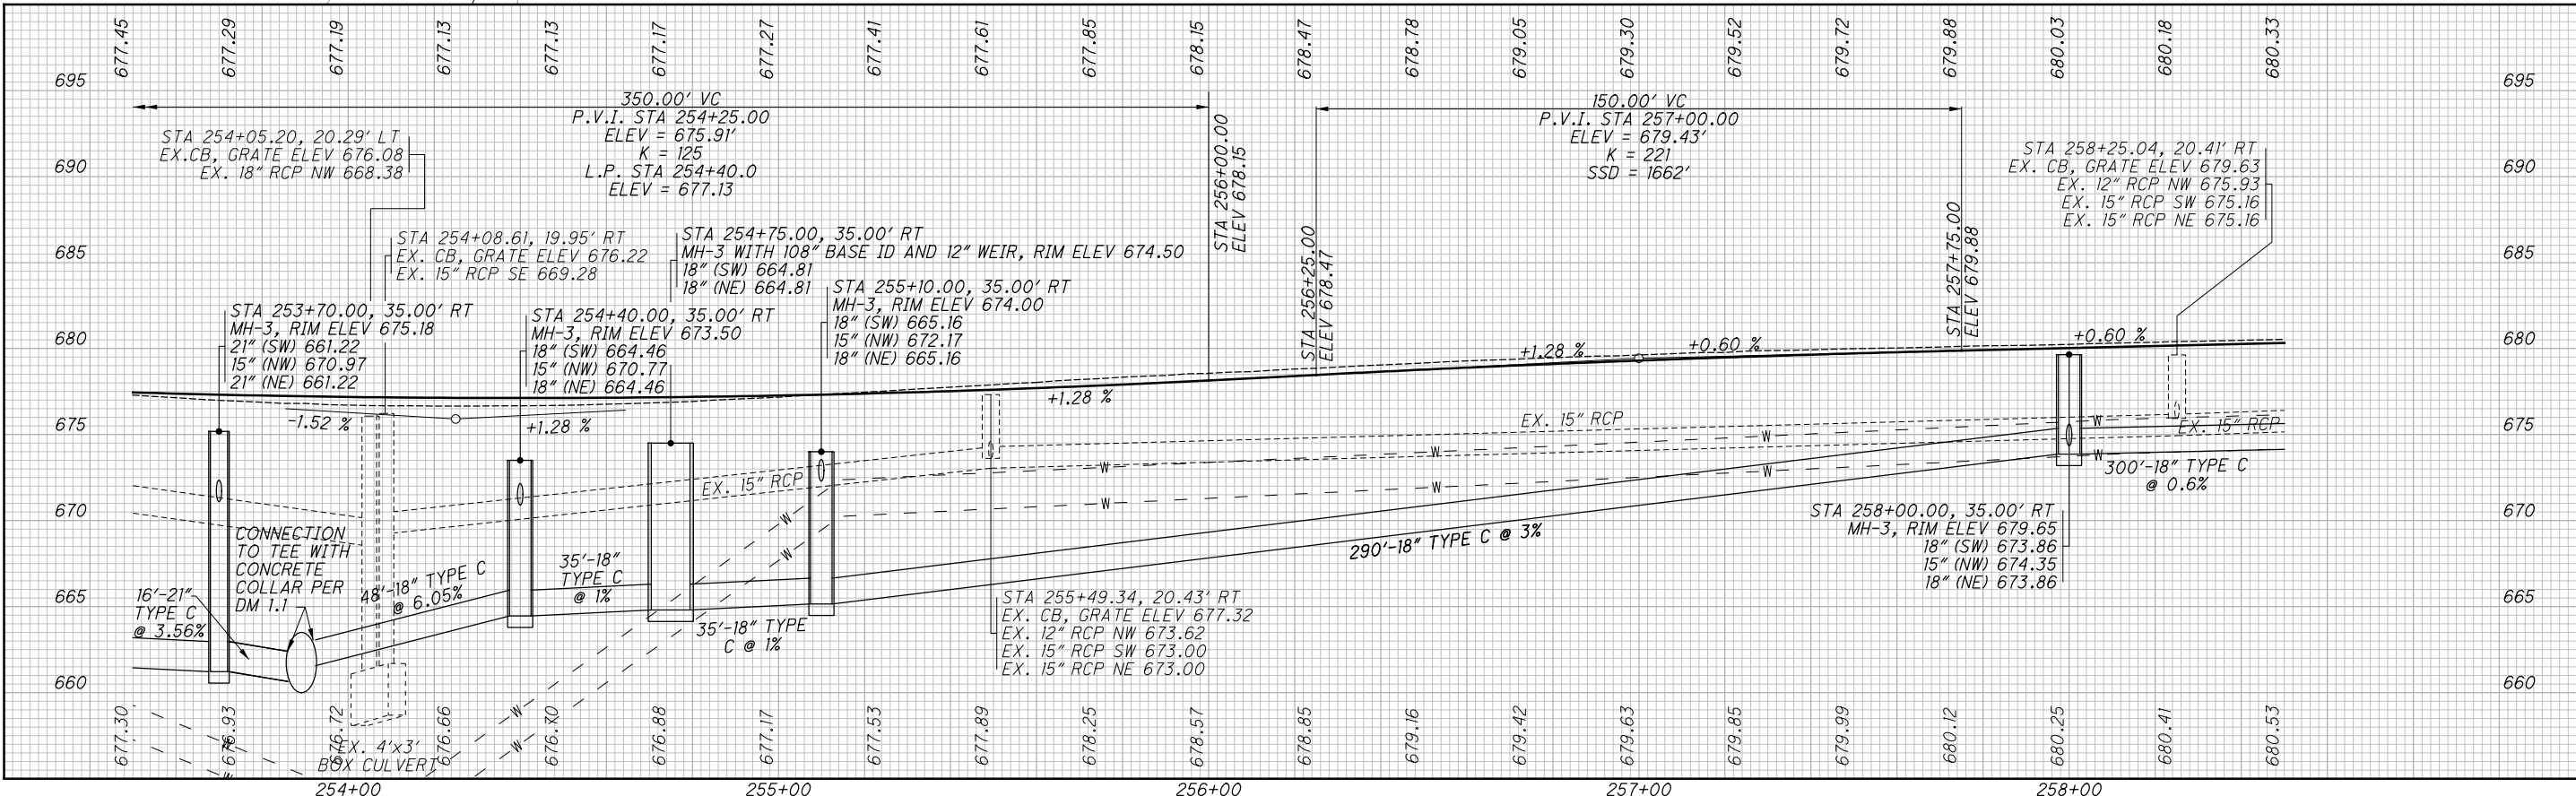 677.45 677.29 677.19 677.13 677.13 677.17 677.27 677.41 677.61 677.85 678.15 678.47 678.78 679.05 679.30 679.52 679.72 679.88 680.03 680.18 680.33
695 695
690 690
685 685
680 680
675 675
670 670
665 665
660 660
350.00' VC
P.V.I. STA 254+25.00
ELEV = 675.91'
K = 125
L.P. STA 254+40.0
ELEV = 677.13
150.00' VC
P.V.I. STA 257+00.00
ELEV = 679.43'
K = 221
SSD = 1662'
STA 254+05.20, 20.29' LT
EX.CB, GRATE ELEV 676.08
EX. 18" RCP NW 668.38
STA 254+08.61, 19.95' RT
EX. CB, GRATE ELEV 676.22
EX. 15" RCP SE 669.28
STA 254+75.00, 35.00' RT
MH-3 WITH 108" BASE ID AND 12" WEIR, RIM ELEV 674.50
18" (SW) 664.81
18" (NE) 664.81
STA 253+70.00, 35.00' RT
MH-3, RIM ELEV 675.18
21" (SW) 661.22
15" (NW) 670.97
21" (NE) 661.22
STA 254+40.00, 35.00' RT
MH-3, RIM ELEV 673.50
18" (SW) 664.46
15" (NW) 670.77
18" (NE) 664.46
STA 255+10.00, 35.00' RT
MH-3, RIM ELEV 674.00
18" (SW) 665.16
15" (NW) 672.17
18" (NE) 665.16
STA 256+00.00
ELEV 678.15
STA 256+25.00
ELEV 678.47
STA 257+75.00
ELEV 679.88
STA 258+25.04, 20.41' RT
EX. CB, GRATE ELEV 679.63
EX. 12" RCP NW 675.93
EX. 15" RCP SW 675.16
EX. 15" RCP NE 675.16
-1.52 %
+1.28 %
+1.28 %
+1.28 %
+0.60 %
+0.60 %
EX. 15" RCP
EX. 15" RCP
EX. 15" RCP
W W W W
W W W W
W W
W W
W W
CONNECTION
TO TEE WITH
CONCRETE
COLLAR PER
DM 1.1
16'-21"
TYPE C
@ 3.56%
48'-18" TYPE C
@ 6.05%
35'-18"
TYPE C
@ 1%
35'-18" TYPE
C @ 1%
290'-18" TYPE C @ 3%
300'-18" TYPE C
@ 0.6%
STA 258+00.00, 35.00' RT
MH-3, RIM ELEV 679.65
18" (SW) 673.86
15" (NW) 674.35
18" (NE) 673.86
STA 255+49.34, 20.43' RT
EX. CB, GRATE ELEV 677.32
EX. 12" RCP NW 673.62
EX. 15" RCP SW 673.00
EX. 15" RCP NE 673.00
EX. 4'x3'
BOX CULVERT
677.30 676.93 676.72 676.66 676.70 676.88 677.17 677.53 677.89 678.25 678.57 678.85 679.16 679.42 679.63 679.85 679.99 680.12 680.25 680.41 680.53
254+00 255+00 256+00 257+00 258+00